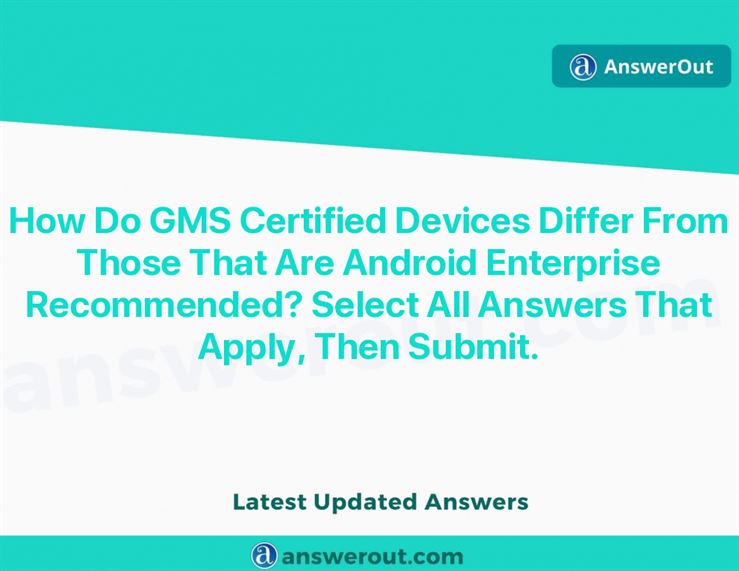 a AnswerOut
How Do GMS Certified Devices Differ From
Those That Are Android Enterprise
Recommended? Select All Answers That
Apply, Then Submit.
answerout.com
Latest Updated Answers
a answerout.com